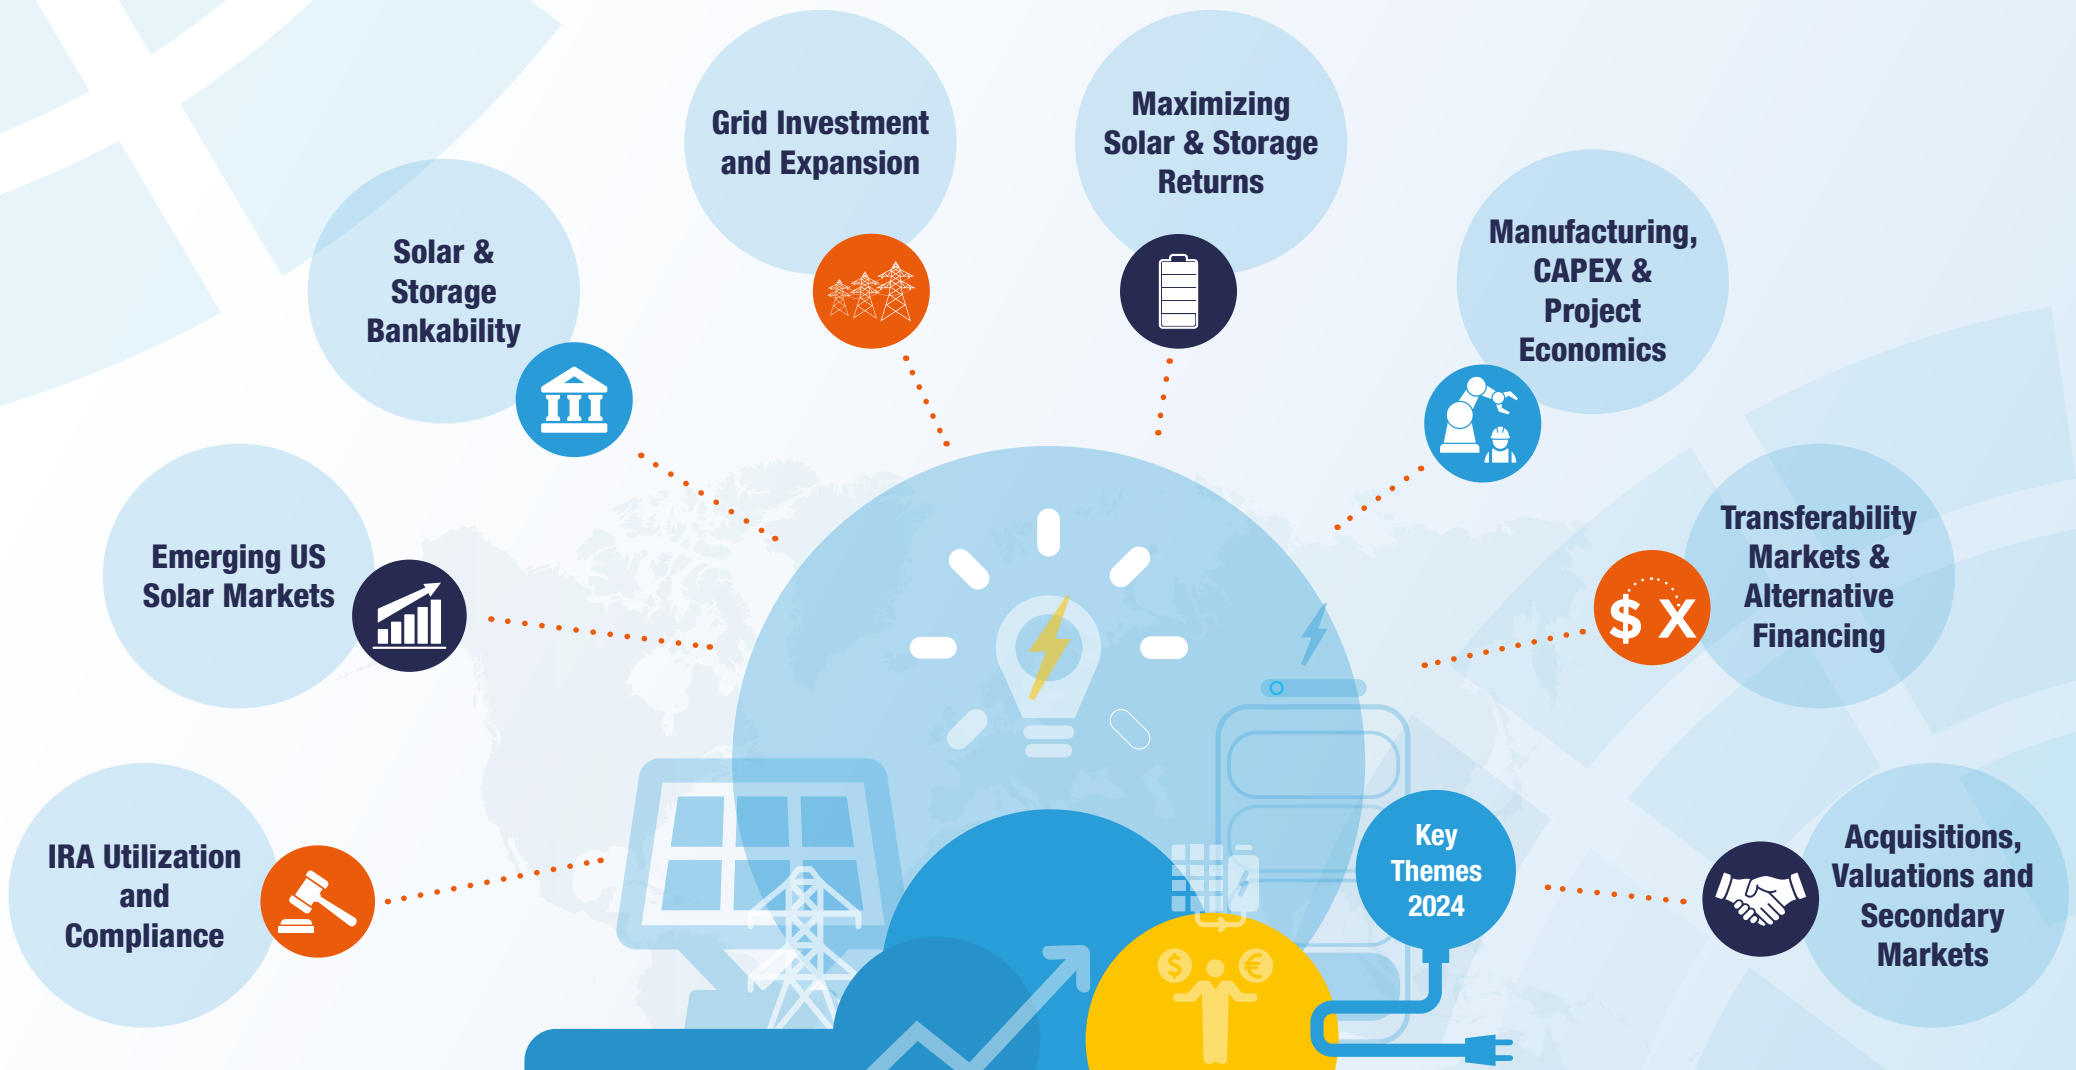 Grid Investment
and Expansion
Maximizing
Solar & Storage
Returns
Solar &
Storage
Bankability
Manufacturing,
CAPEX &
Project
Economics
Emerging US
Solar Markets
Transferability
Markets &
Alternative
Financing
$ X
IRA Utilization
and
Compliance
Key
Themes
2024
Acquisitions,
Valuations and
Secondary
Markets
$ €